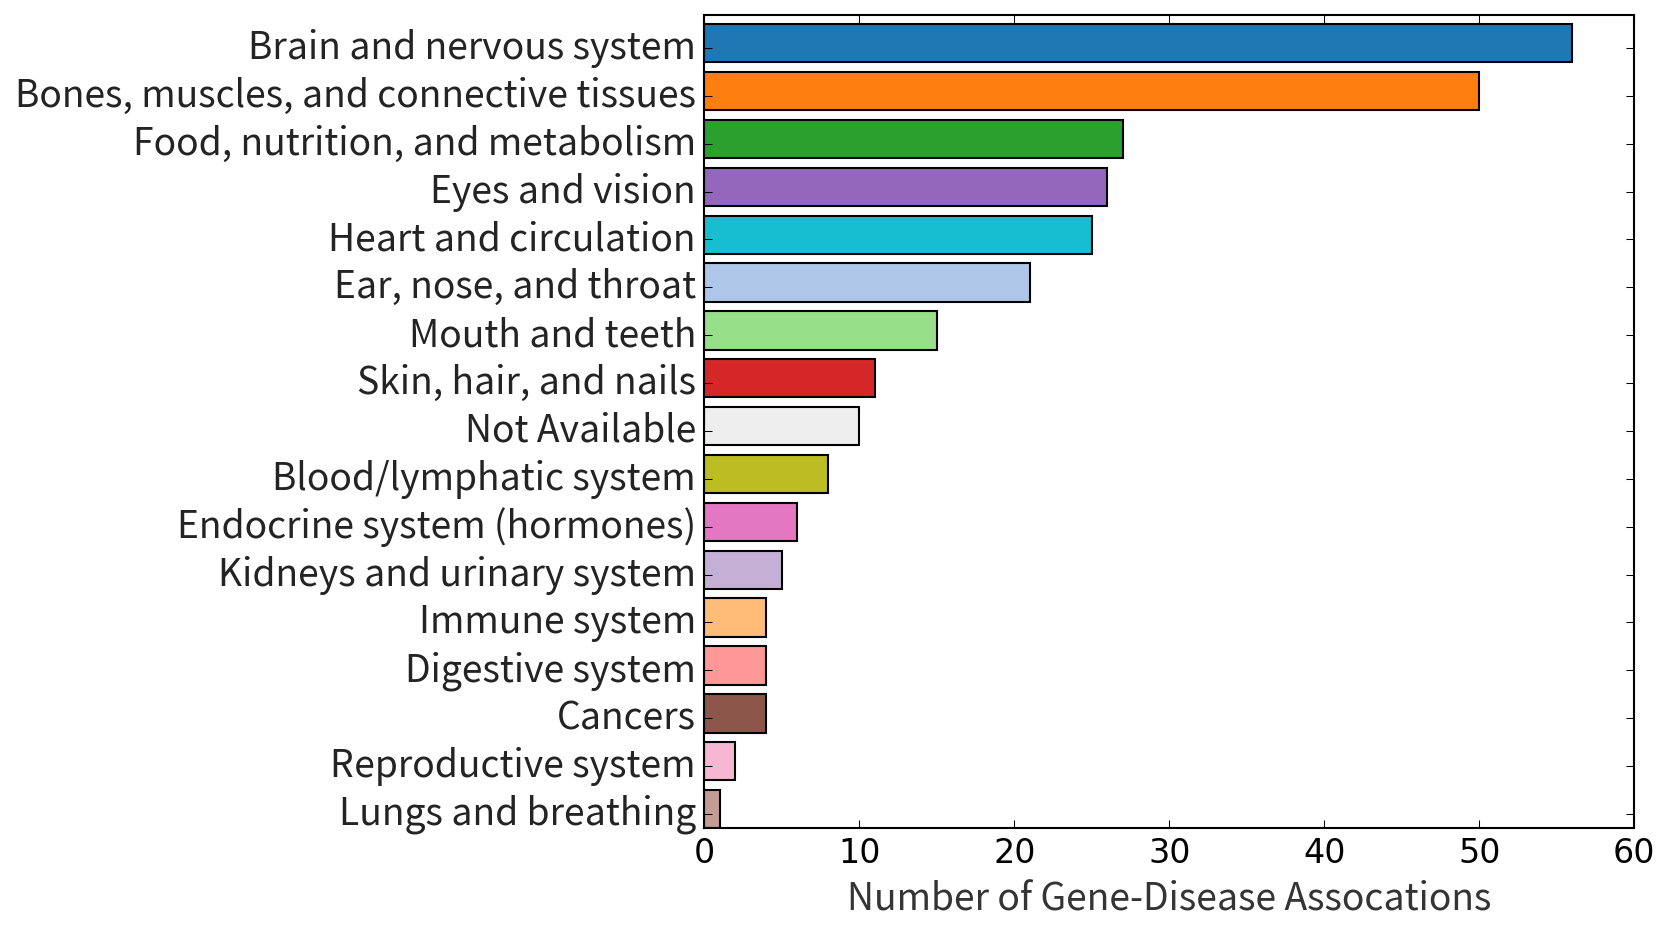 Brain and nervous system
Bones, muscles, and connective tissues
Food, nutrition, and metabolism
Eyes and vision
Heart and circulation
Ear, nose, and throat
Mouth and teeth
Skin, hair, and nails
Not Available
Blood/lymphatic system
Endocrine system (hormones)
Kidneys and urinary system
Immune system
Digestive system
Cancers
Reproductive system
Lungs and breathing
0 10 20 30 40 50 60
Number of Gene-Disease Assocations